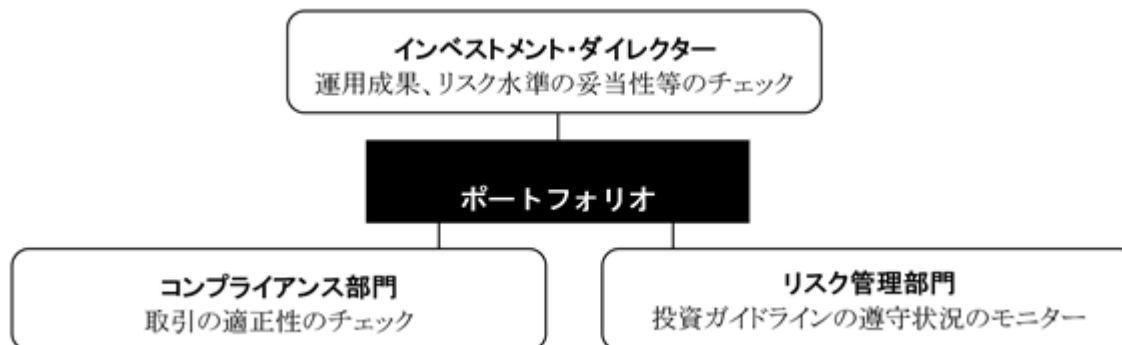 インベストメント・ダイレクター
運用成果、リスク水準の妥当性等のチェック
ポートフォリオ
コンプライアンス部門
取引の適正性のチェック
リスク管理部門
投資ガイドラインの遵守状況のモニター